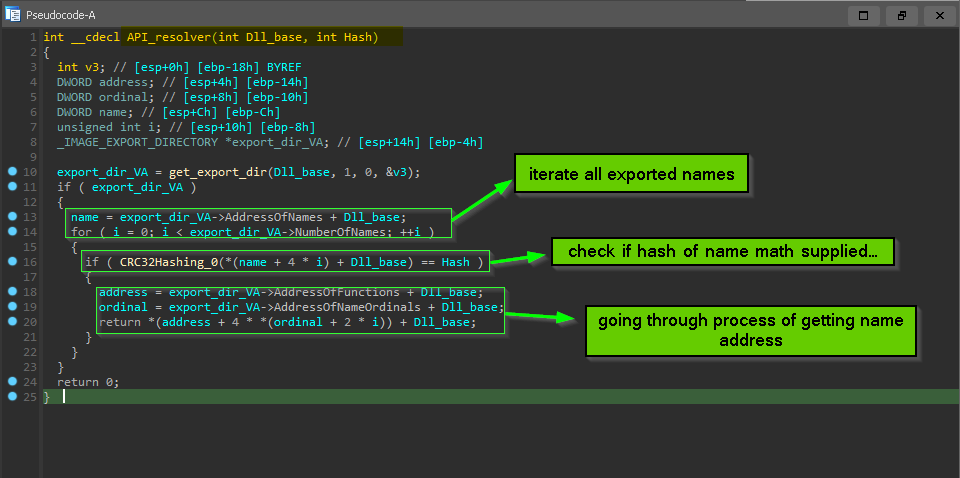 Pseudocode-A
1 int __cdecl API_resolver(int Dll_base, int Hash)
2 {
3 int v3; // [esp+0h] [ebp-18h] BYREF
4 DWORD address; // [esp+4h] [ebp-14h]
5 DWORD ordinal; // [esp+8h] [ebp-10h]
6 DWORD name; // [esp+Ch] [ebp-Ch]
7 unsigned int i; // [esp+10h] [ebp-8h]
8 _IMAGE_EXPORT_DIRECTORY *export_dir_VA; // [esp+14h] [ebp-4h]
9
10 export_dir_VA = get_export_dir(Dll_base, 1, 0, &v3);
11 if ( export_dir_VA )
12 {
13 name = export_dir_VA->AddressOfNames + Dll_base;
14 for ( i = 0; i < export_dir_VA->NumberOfNames; ++i )
15 {
16 if ( CRC32Hashing_0(*(name + 4 * i) + Dll_base) == Hash )
17 {
18 address = export_dir_VA->AddressOfFunctions + Dll_base;
19 ordinal = export_dir_VA->AddressOfNameOrdinals + Dll_base;
20 return *(address + 4 * *(ordinal + 2 * i)) + Dll_base;
21 }
22 }
23 }
24 return 0;
25 }
iterate all exported names
check if hash of name math supplied...
going through process of getting name
address